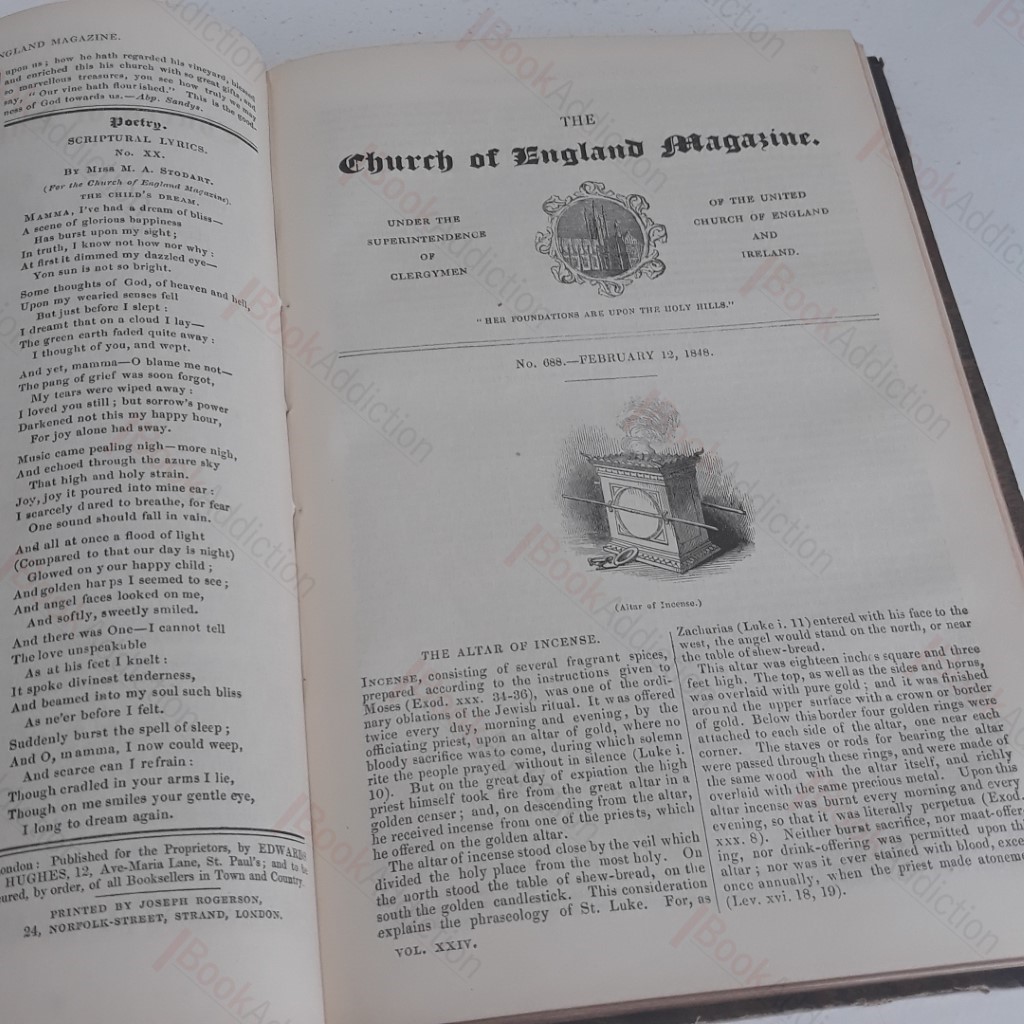 NGLAND MAGAZINE.
upon us; how he hath regarded his vineyard, blessed
and enriched this his church with so great gifts, and
so marvellous treasures, you see how truly we may
say, "Our vine hath flourished." This is the good-
ness of God towards us.—Abp. Sandys.
Poetry.
SCRIPTURAL LYRICS.
No. XX.
BY MISS M. A. STODART.
(For the Church of England Magazine).
THE CHILD'S DREAM.
MAMMA, I've had a dream of bliss—
A scene of glorious happiness
Has burst upon my sight;
In truth, I know not how nor why:
At first it dimmed my dazzled eye—
Yon sun is not so bright.
Some thoughts of God, of heaven and hell,
Upon my wearied senses fell
But just before I slept:
I dreamt that on a cloud I lay—
The green earth faded quite away:
I thought of you, and wept.
And yet, mamma—O blame me not—
The pang of grief was soon forgot,
My tears were wiped away:
I loved you still; but sorrow's power
Darkened not this my happy hour,
For joy alone had sway.
Music came pealing nigh—more nigh,
And echoed through the azure sky
That high and holy strain.
Joy, joy it poured into mine ear:
I scarcely dared to breathe, for fear
One sound should fall in vain.
And all at once a flood of light
(Compared to that our day is night)
Glowed on your happy child;
And golden harps I seemed to see;
And angel faces looked on me,
And softly, sweetly smiled.
And there was One—I cannot tell
The love unspeakable
As at his feet I knelt:
It spoke divinest tenderness,
And beamed into my soul such bliss
As ne'er before I felt.
Suddenly burst the spell of sleep;
And O, mamma, I now could weep,
And scarce can I refrain:
Though cradled in your arms I lie,
Though on me smiles your gentle eye,
I long to dream again.
ondon: Published for the Proprietors, by EDWARDS
HUGHES, 12, Ave-Maria Lane, St. Paul's; and to be
ured, by order, of all Booksellers in Town and Country.
PRINTED BY JOSEPH ROGERSON,
24, NORFOLK-STREET, STRAND, LONDON.
THE
Church of England Magazine.
UNDER THE
SUPERINTENDENCE
OF
CLERGYMEN
OF THE UNITED
CHURCH OF ENGLAND
AND
IRELAND.
"HER FOUNDATIONS ARE UPON THE HOLY HILLS."
No. 688.—FEBRUARY 12, 1848.
(Altar of Incense.)
THE ALTAR OF INCENSE.
INCENSE, consisting of several fragrant spices,
prepared according to the instructions given to
Moses (Exod. xxx. 34-36), was one of the ordi-
nary oblations of the Jewish ritual. It was offered
twice every day, morning and evening, by the
officiating priest, upon an altar of gold, where no
bloody sacrifice was to come, during which solemn
rite the people prayed without in silence (Luke i.
10). But on the great day of expiation the high
priest himself took fire from the great altar in a
golden censer; and, on descending from the altar,
he received incense from one of the priests, which
he offered on the golden altar.
The altar of incense stood close by the veil which
divided the holy place from the most holy. On
the north stood the table of shew-bread, on the
south the golden candlestick. This consideration
explains the phraseology of St. Luke. For, as
VOL. XXIV.
Zacharias (Luke i. 11) entered with his face to the
west, the angel would stand on the north, or near
the table of shew-bread.
This altar was eighteen inches square and three
feet high. The top, as well as the sides and horns,
was overlaid with pure gold; and it was finished
around the upper surface with a crown or border
of gold. Below this border four golden rings were
attached to each side of the altar, one near each
corner. The staves or rods for bearing the altar
were passed through these rings, and were made of
the same wood with the altar itself, and richly
overlaid with the same precious metal. Upon this
altar incense was burnt every morning and every
evening, so that it was literally perpetua (Exod.
xxx. 8). Neither burnt sacrifice, nor maat-offer-
ing, nor drink-offering was permitted upon th
altar; nor was it ever stained with blood, exce
once annually, when the priest made atoneme
(Lev. xvi. 18, 19).
BookAddiction